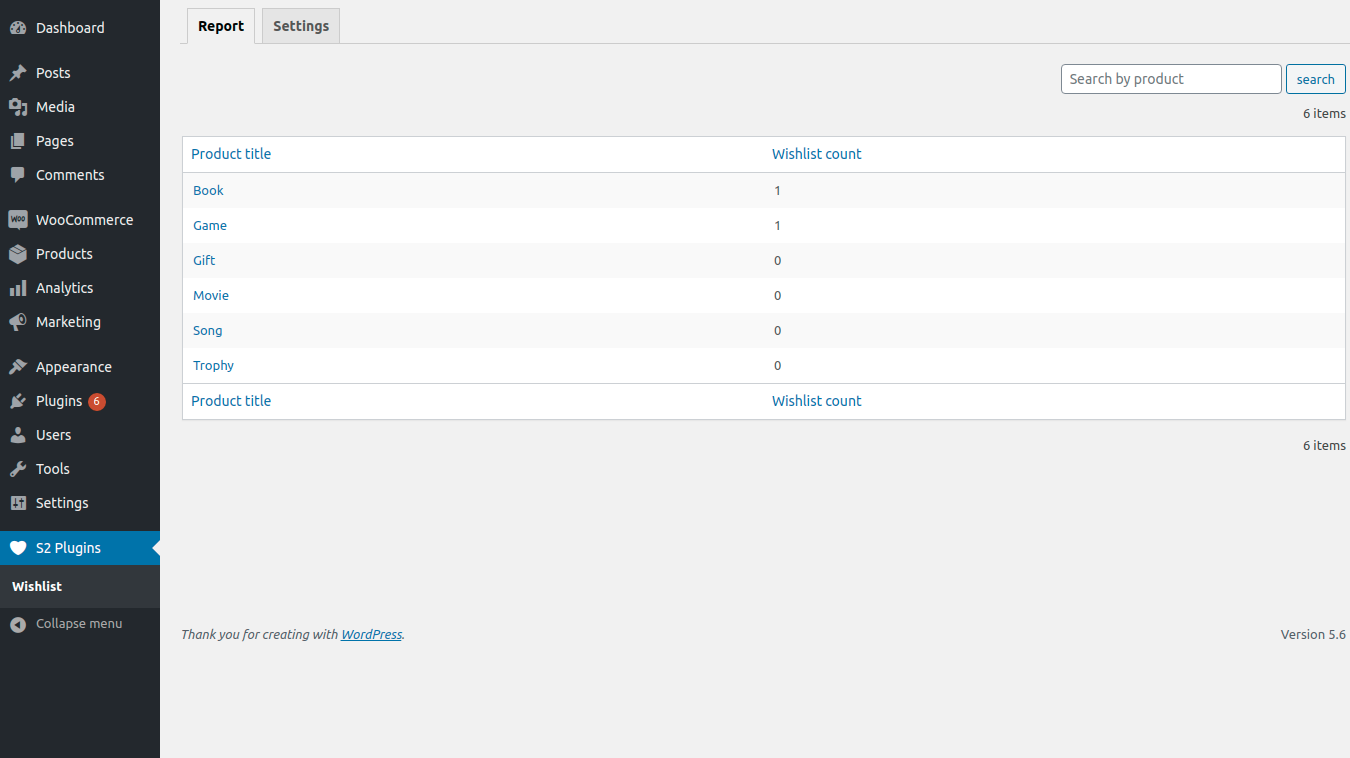 Dashboard
Posts
Media
Pages
Comments
WOO WooCommerce
Products
Analytics
Marketing
Appearance
Plugins 6
Users
Tools
Settings
S2 Plugins
Wishlist
Collapse menu
Report Settings
Search by product search
6 items
Product title Wishlist count
Book 1
Game 1
Gift 0
Movie 0
Song 0
Trophy 0
Product title Wishlist count
6 items
Thank you for creating with WordPress. Version 5.6